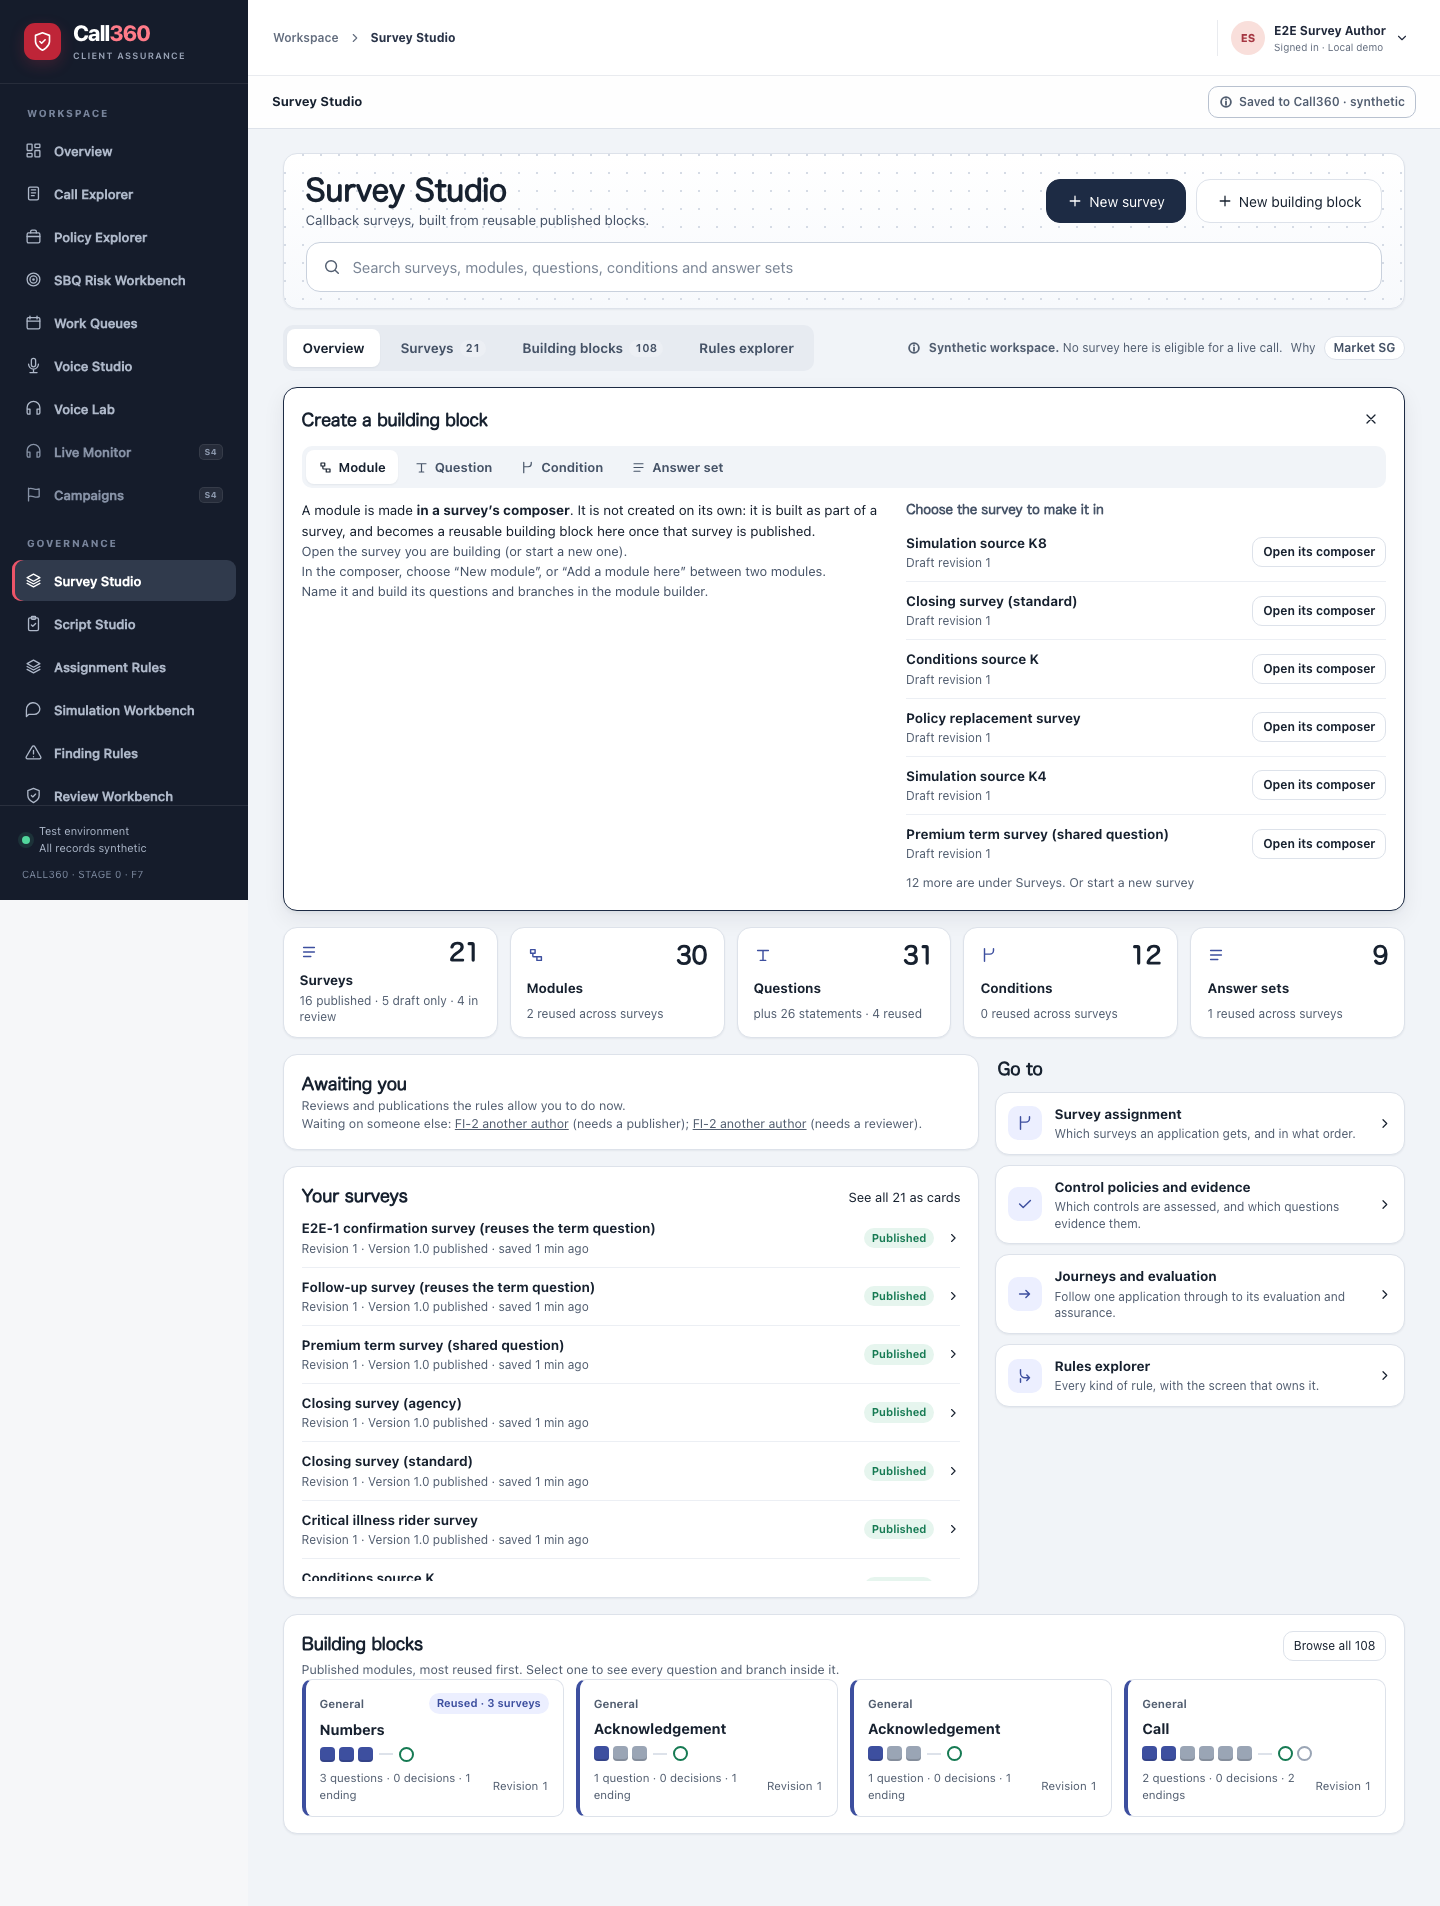 Call360
CLIENT ASSURANCE
WORKSPACE
Overview
Call Explorer
Policy Explorer
SBQ Risk Workbench
Work Queues
Voice Studio
Voice Lab
Live Monitor S4
Campaigns S4
GOVERNANCE
Survey Studio
Script Studio
Assignment Rules
Simulation Workbench
Finding Rules
Review Workbench
Test environment
All records synthetic
CALL360 · STAGE 0 · F7
Workspace > Survey Studio
ES
E2E Survey Author
Signed in · Local demo
Survey Studio
Saved to Call360 · synthetic
Survey Studio
Callback surveys, built from reusable published blocks.
+ New survey
+ New building block
Search surveys, modules, questions, conditions and answer sets
Overview
Surveys 21
Building blocks 108
Rules explorer
Synthetic workspace. No survey here is eligible for a live call. Why
Market SG
Create a building block
Module
Question
Condition
Answer set
A module is made in a survey’s composer. It is not created on its own: it is built as part of a
survey, and becomes a reusable building block here once that survey is published.
Open the survey you are building (or start a new one).
In the composer, choose “New module”, or “Add a module here” between two modules.
Name it and build its questions and branches in the module builder.
Choose the survey to make it in
Simulation source K8
Draft revision 1
Open its composer
Closing survey (standard)
Draft revision 1
Open its composer
Conditions source K
Draft revision 1
Open its composer
Policy replacement survey
Draft revision 1
Open its composer
Simulation source K4
Draft revision 1
Open its composer
Premium term survey (shared question)
Draft revision 1
Open its composer
12 more are under Surveys. Or start a new survey
21
Surveys
16 published · 5 draft only · 4 in
review
30
Modules
2 reused across surveys
31
Questions
plus 26 statements · 4 reused
12
Conditions
0 reused across surveys
9
Answer sets
1 reused across surveys
Awaiting you
Reviews and publications the rules allow you to do now.
Waiting on someone else: FI-2 another author (needs a publisher); FI-2 another author (needs a reviewer).
Your surveys
See all 21 as cards
E2E-1 confirmation survey (reuses the term question)
Revision 1 · Version 1.0 published · saved 1 min ago
Published
Follow-up survey (reuses the term question)
Revision 1 · Version 1.0 published · saved 1 min ago
Published
Premium term survey (shared question)
Revision 1 · Version 1.0 published · saved 1 min ago
Published
Closing survey (agency)
Revision 1 · Version 1.0 published · saved 1 min ago
Published
Closing survey (standard)
Revision 1 · Version 1.0 published · saved 1 min ago
Published
Critical illness rider survey
Revision 1 · Version 1.0 published · saved 1 min ago
Published
Conditions source K
Go to
Survey assignment
Which surveys an application gets, and in what order.
Control policies and evidence
Which controls are assessed, and which questions
evidence them.
Journeys and evaluation
Follow one application through to its evaluation and
assurance.
Rules explorer
Every kind of rule, with the screen that owns it.
Building blocks
Browse all 108
Published modules, most reused first. Select one to see every question and branch inside it.
General
Reused · 3 surveys
Numbers
3 questions · 0 decisions · 1
ending
Revision 1
General
Acknowledgement
1 question · 0 decisions · 1
ending
Revision 1
General
Acknowledgement
1 question · 0 decisions · 1
ending
Revision 1
General
Call
2 questions · 0 decisions · 2
endings
Revision 1